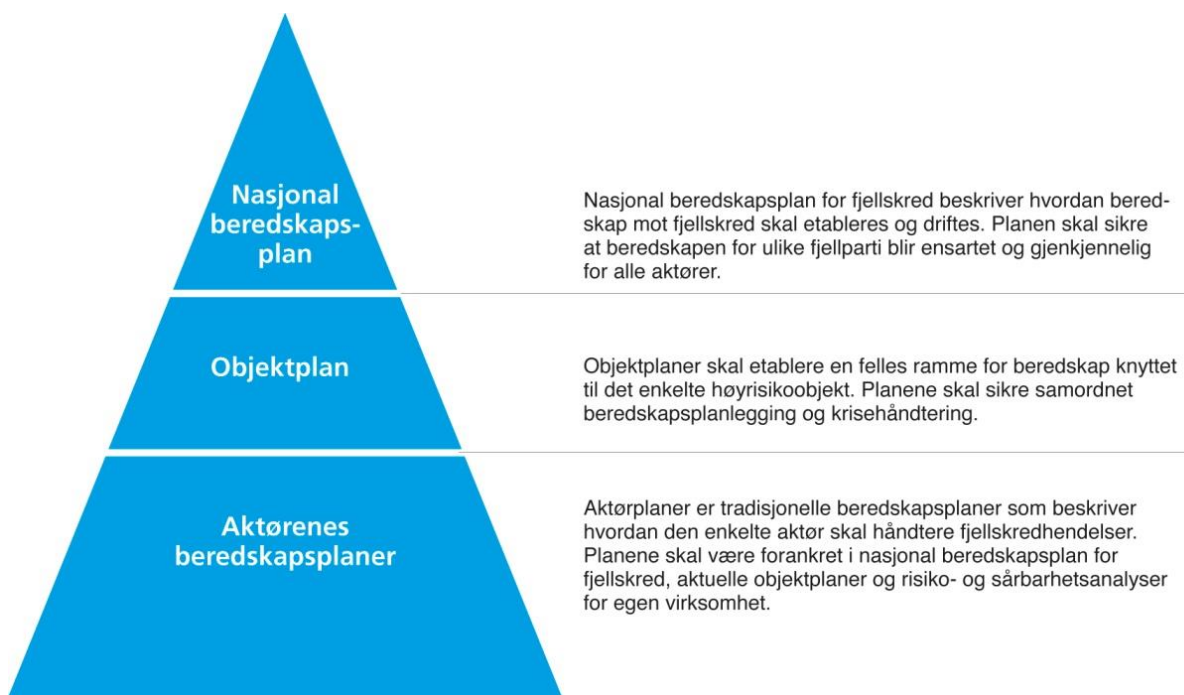 Nasjonal
beredskaps-
plan
Nasjonal beredskapsplan for fjellskred beskriver hvordan bered-
skap mot fjellskred skal etableres og driftes. Planen skal sikre
at beredskapen for ulike fjellparti blir ensartet og gjenkjennelig
for alle aktører.
Objektplan
Objektplaner skal etablere en felles ramme for beredskap knyttet
til det enkelte høyrisikoobjekt. Planene skal sikre samordnet
beredskapsplanlegging og krisehåndtering.
Aktørenes
beredskapsplaner
Aktørplaner er tradisjonelle beredskapsplaner som beskriver
hvordan den enkelte aktør skal håndtere fjellskredhendelser.
Planene skal være forankret i nasjonal beredskapsplan for
fjellskred, aktuelle objektplaner og risiko- og sårbarhetsanalyser
for egen virksomhet.